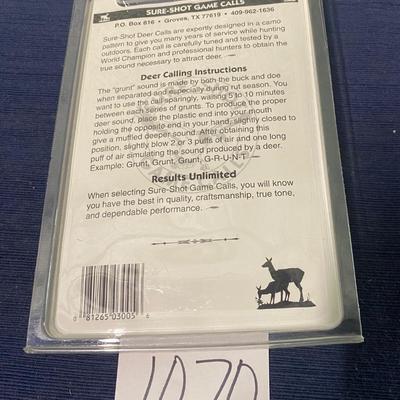 SURE-SHOT GAME CALLS
P.O. Box 816 • Groves, TX 77619 • 409-962-1636
Sure-Shot Deer Calls are expertly designed in a camo
pattern to give you many years of service while hunting
outdoors. Each call is carefully tuned and tested by a
World Champion and professional hunters to obtain the
true sound necessary to attract deer.
Deer Calling Instructions
The "grunt" sound is made by both the buck and doe
when separated and especially during rut season. You
want to use the call sparingly, waiting 5 to 10 minutes
between each series of grunts. To produce the proper
deer sound, place the plastic end into your mouth
holding the opposite end in your hand, slightly closed to
give a muffled deeper sound. After obtaining this
position, slightly blow 2 or 3 puffs of air and one long
puff of air simulating the sound produced by a deer.
Example: Grunt, Grunt, Grunt, G-R-U-N-T
Results Unlimited
When selecting Sure-Shot Game Calls, you will know
you have the best in quality, craftsmanship, true tone,
and dependable performance.
0 81265 03005 6
1070